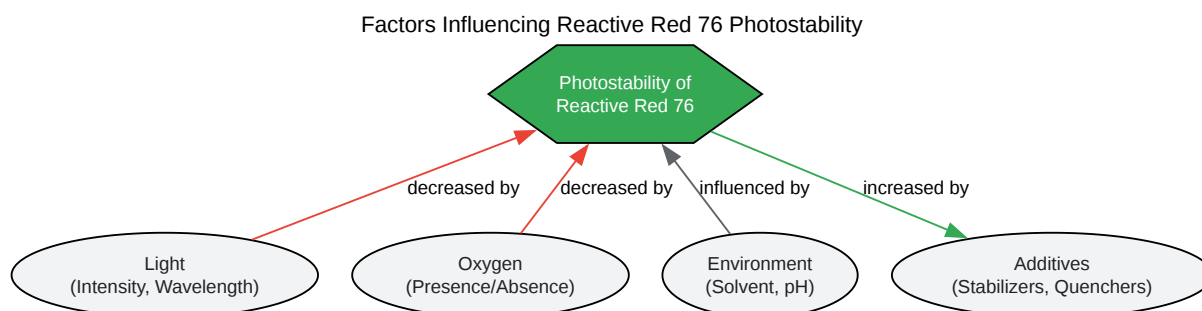 Factors Influencing Reactive Red 76 Photostability
Photostability of
Reactive Red 76
decreased by
decreased by
influenced by
increased by
Light
(Intensity, Wavelength)
Oxygen
(Presence/Absence)
Environment
(Solvent, pH)
Additives
(Stabilizers, Quenchers)